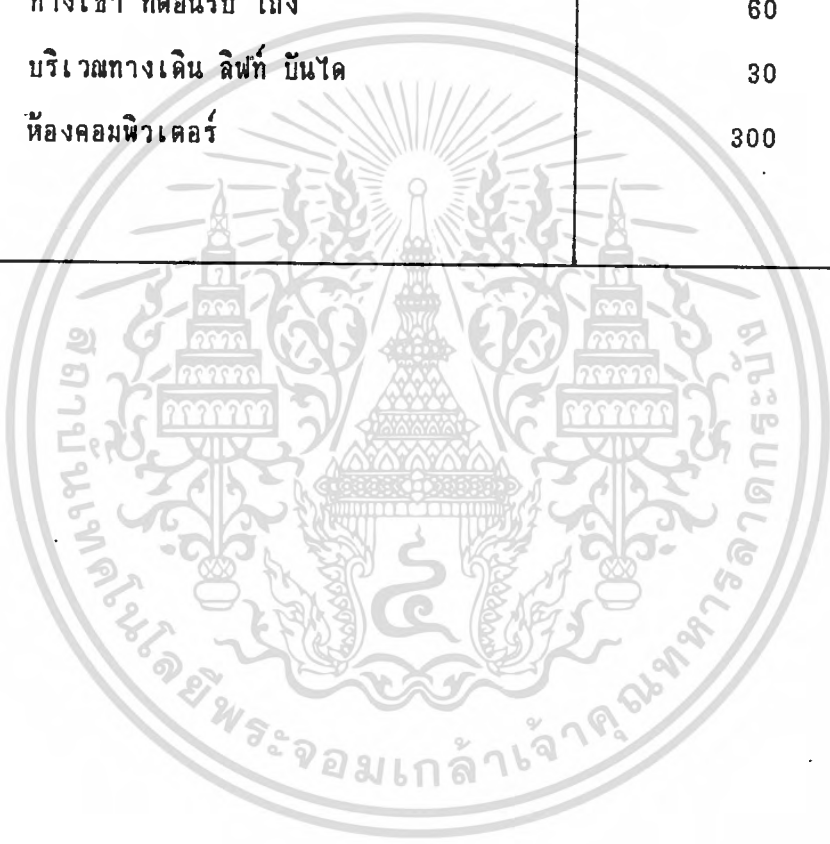 ทางเข้า ที่ต้อนรับ โถง 60
บริเวณทางเดิน ลิฟท์ บันได 30
ห้องคอมพิวเตอร์ 300
สถาบันเทคโนโลยีพระจอมเกล้าเจ้าคุณทหารลาดกระบัง